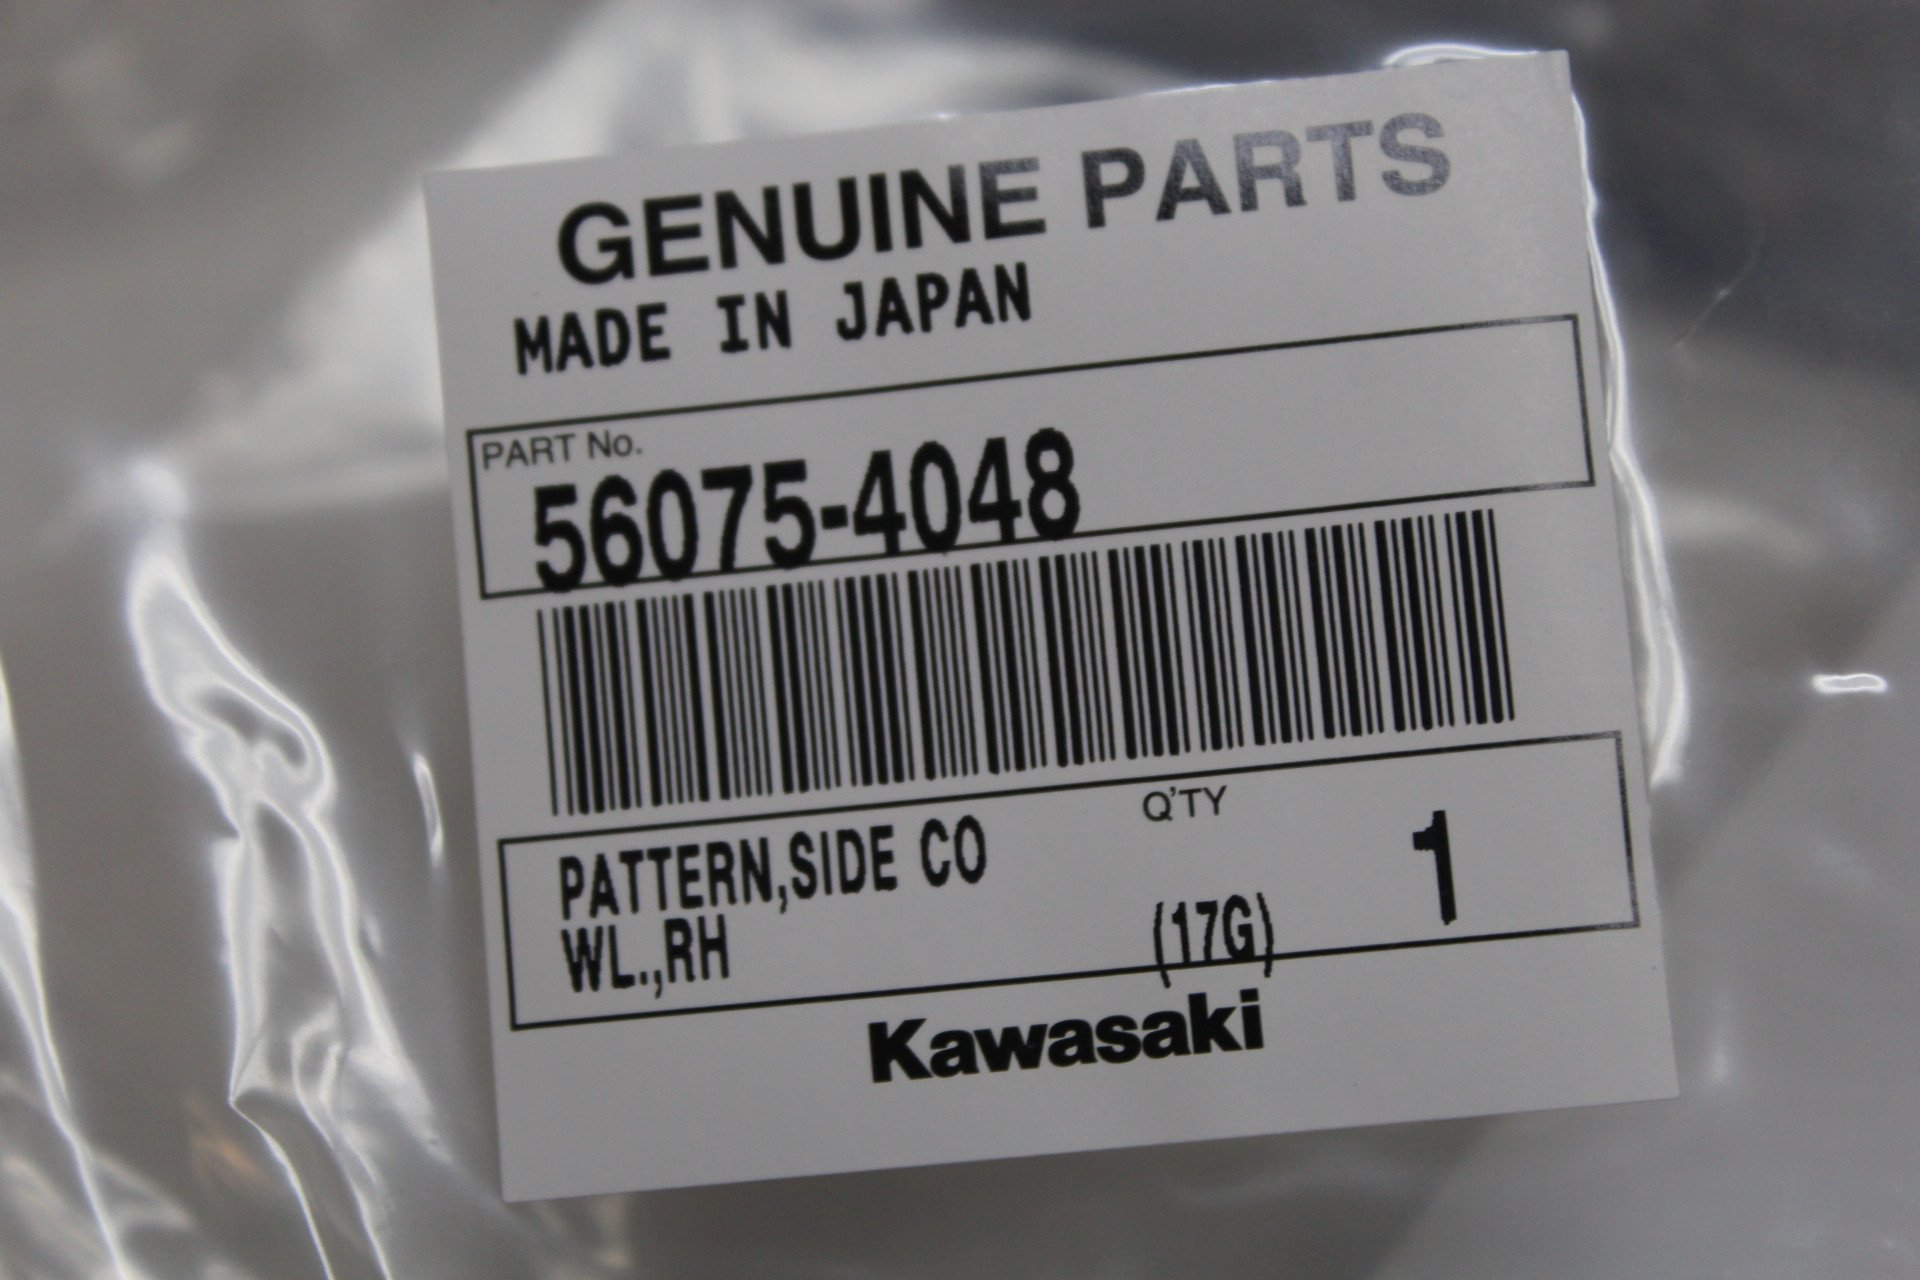 GENUINE PARTS
MADE IN JAPAN
PART No.
56075-4048
PATTERN,SIDE CO
WL.,RH
Q'TY
(17G)
1
Kawasaki